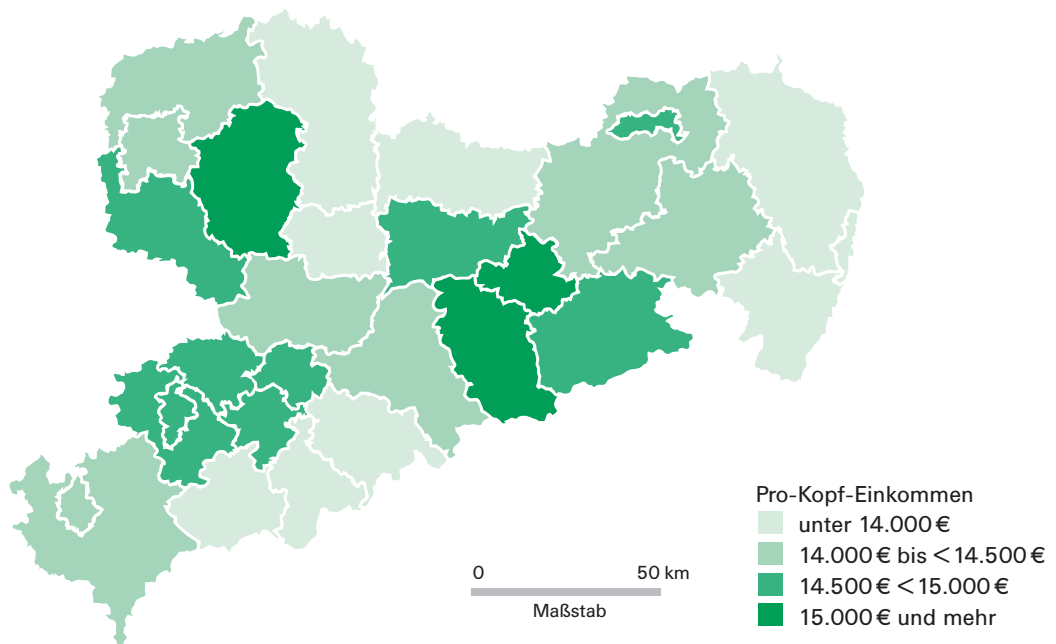 Pro-Kopf-Einkommen
unter 14.000 €
14.000 € bis < 14.500 €
14.500 € < 15.000 €
15.000 € und mehr
0 50 km
Maßstab